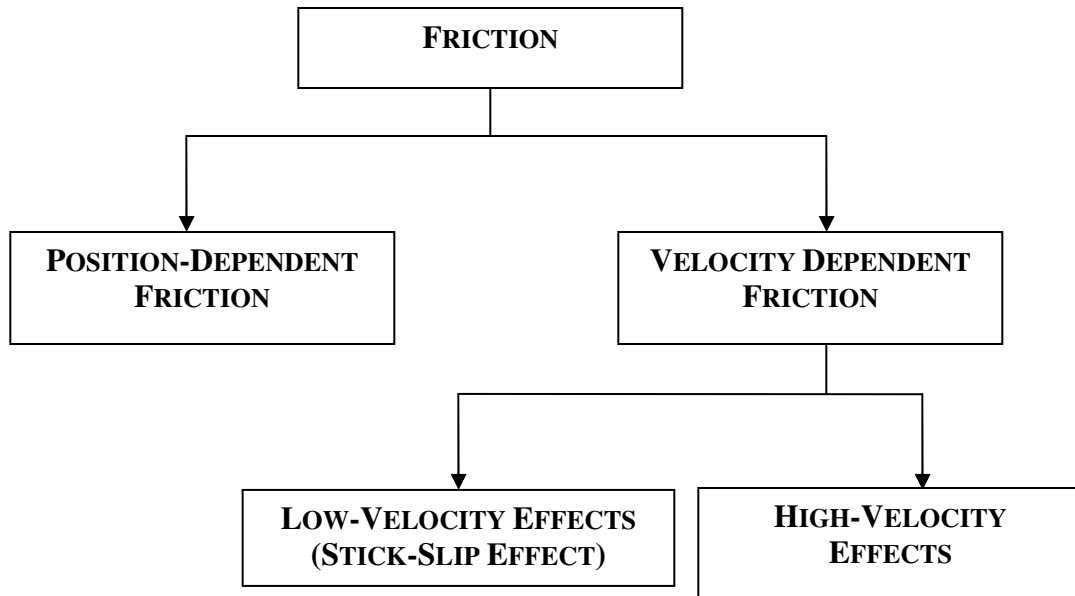 FRICTION
POSITION-DEPENDENT
FRICTION
VELOCITY DEPENDENT
FRICTION
LOW-VELOCITY EFFECTS
(STICK-SLIP EFFECT)
HIGH-VELOCITY
EFFECTS